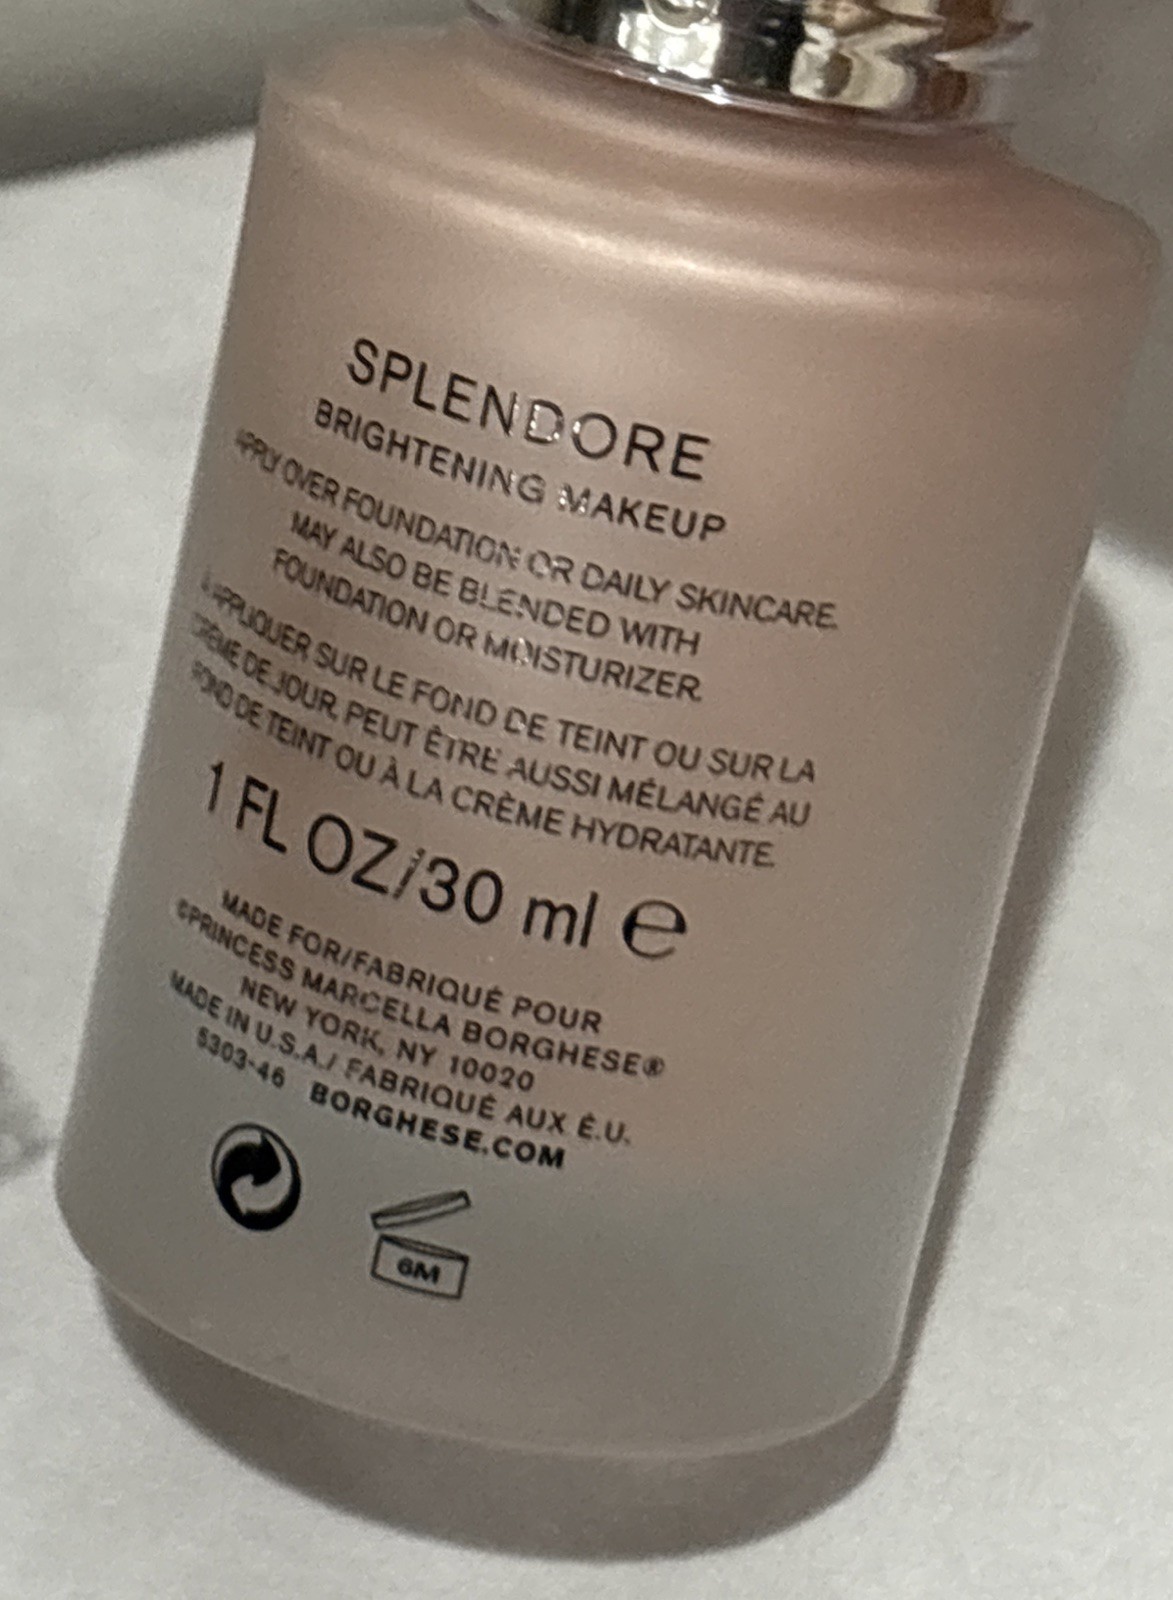 SPLENDORE
BRIGHTENING MAKEUP
APPLY OVER FOUNDATION OR DAILY SKINCARE.
MAY ALSO BE BLENDED WITH
FOUNDATION OR MOISTURIZER.
À APPLIQUER SUR LE FOND DE TEINT OU SUR LA
CRÈME DE JOUR. PEUT ÊTRE AUSSI MÉLANGÉ AU
FOND DE TEINT OU À LA CRÈME HYDRATANTE.
1 FL OZ/30 ml ℮
MADE FOR/FABRIQUÉ POUR
©PRINCESS MARCELLA BORGHESE®
NEW YORK, NY 10020
MADE IN U.S.A./ FABRIQUÉ AUX É.U.
5303-46 BORGHESE.COM
6M